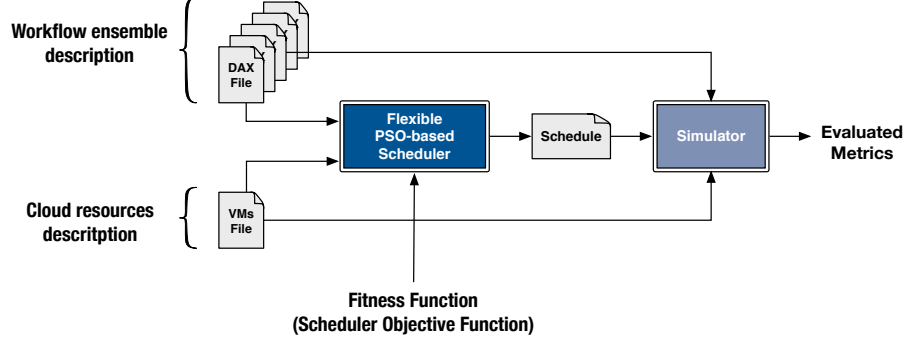 Workflow ensemble
description
DAX
File
Flexible
PSO-based
Scheduler
Schedule
Simulator
Evaluated
Metrics
Cloud resources
descritption
VMs
File
Fitness Function
(Scheduler Objective Function)